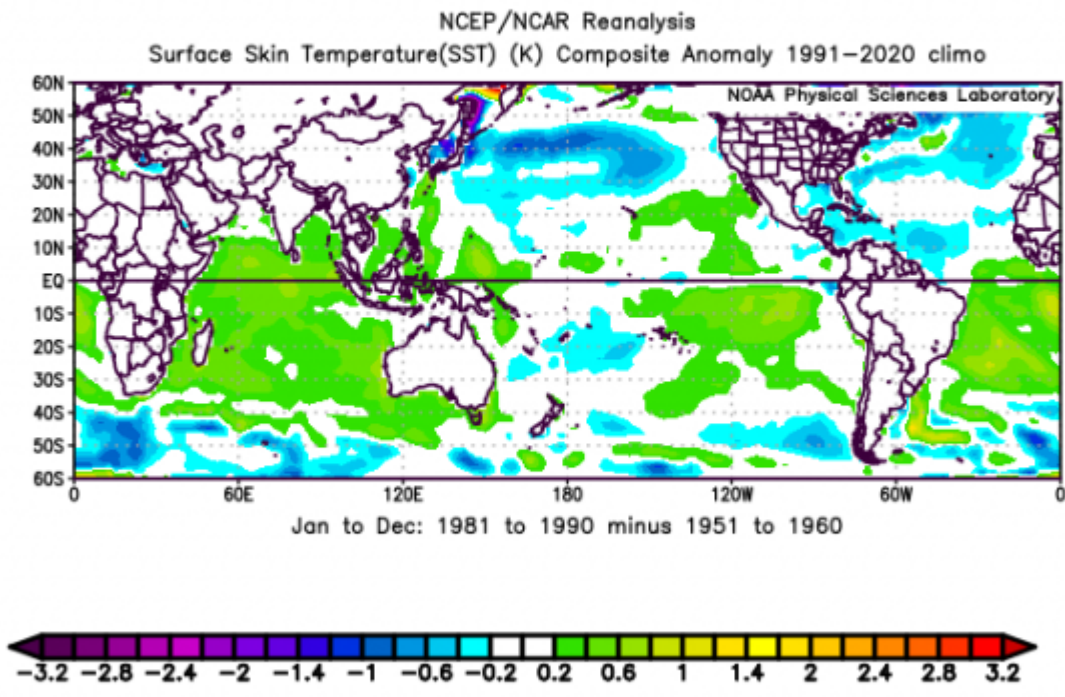 NCEP/NCAR Reanalysis
Surface Skin Temperature(SST) (K) Composite Anomaly 1991−2020 climo
NOAA Physical Sciences Laboratory
60N
50N
40N
30N
20N
10N
EQ
10S
20S
30S
40S
50S
60S
0 60E 120E 180 120W 60W 0
Jan to Dec: 1981 to 1990 minus 1951 to 1960
−3.2 −2.8 −2.4 −2 −1.4 −1 −0.6 −0.2 0.2 0.6 1 1.4 2 2.4 2.8 3.2